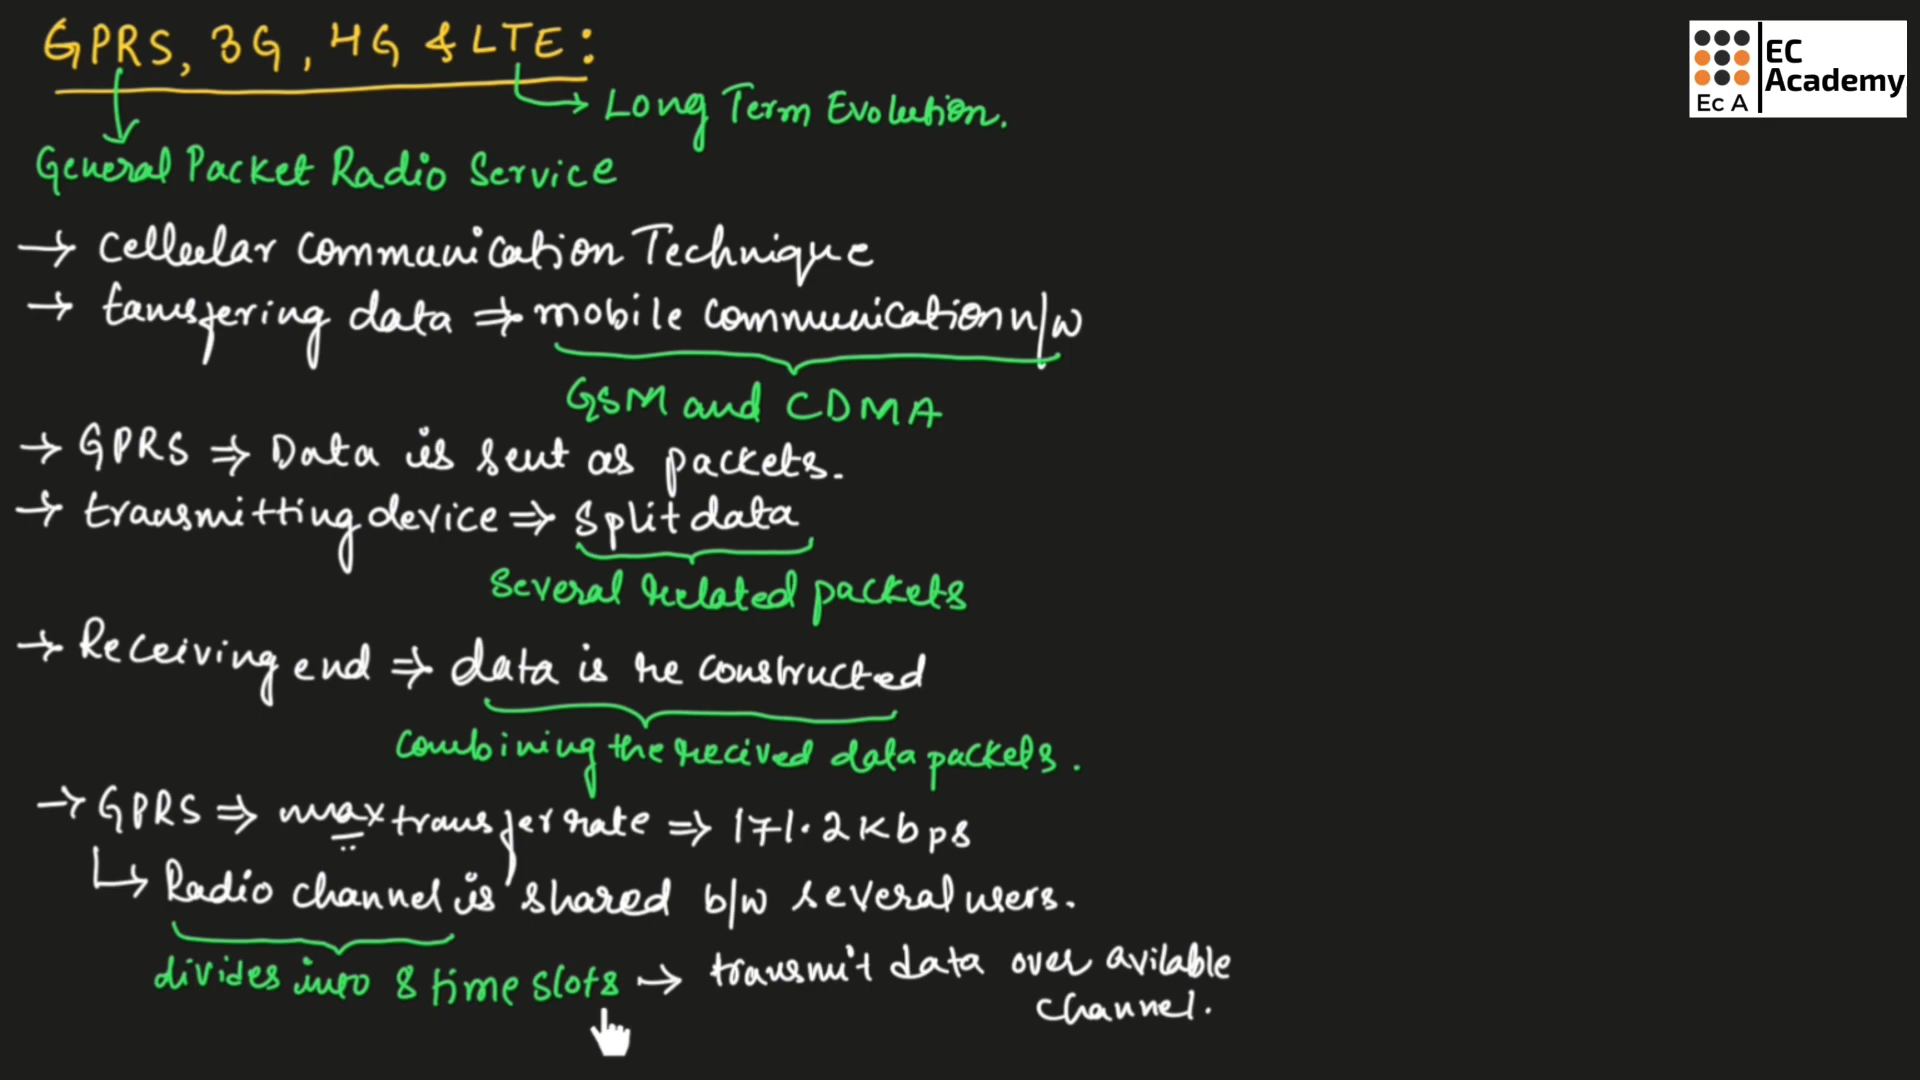 GPRS, 3G, 4G & LTE:
EC
Academy
Ec A
Long Term Evolution.
General Packet Radio Service
→ Cellular Communication Technique
→ tansfering data ⇒ mobile communication n/w
GSM and CDMA
→ GPRS ⇒ Data is sent as packets.
→ transmitting device ⇒ split data
Several related packets
→ Receiving end ⇒ data is re constructed
Combining the recived data packets.
→ GPRS ⇒ max transfer rate ⇒ 171.2 Kbps
↳ Radio channel is shared b/w several users.
divides into 8 time slots → transmit data over avilable
channel.